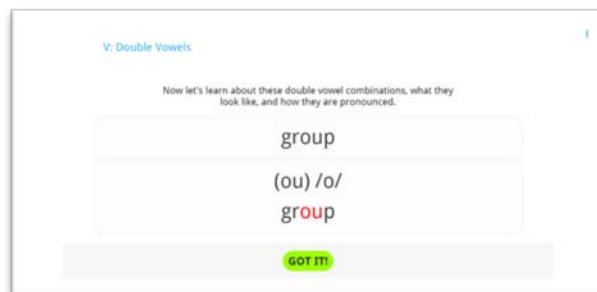 V: Double Vowels
Now let's learn about these double vowel combinations, what they
look like, and how they are pronounced.
group
(ou) /o/
group
GOT IT!